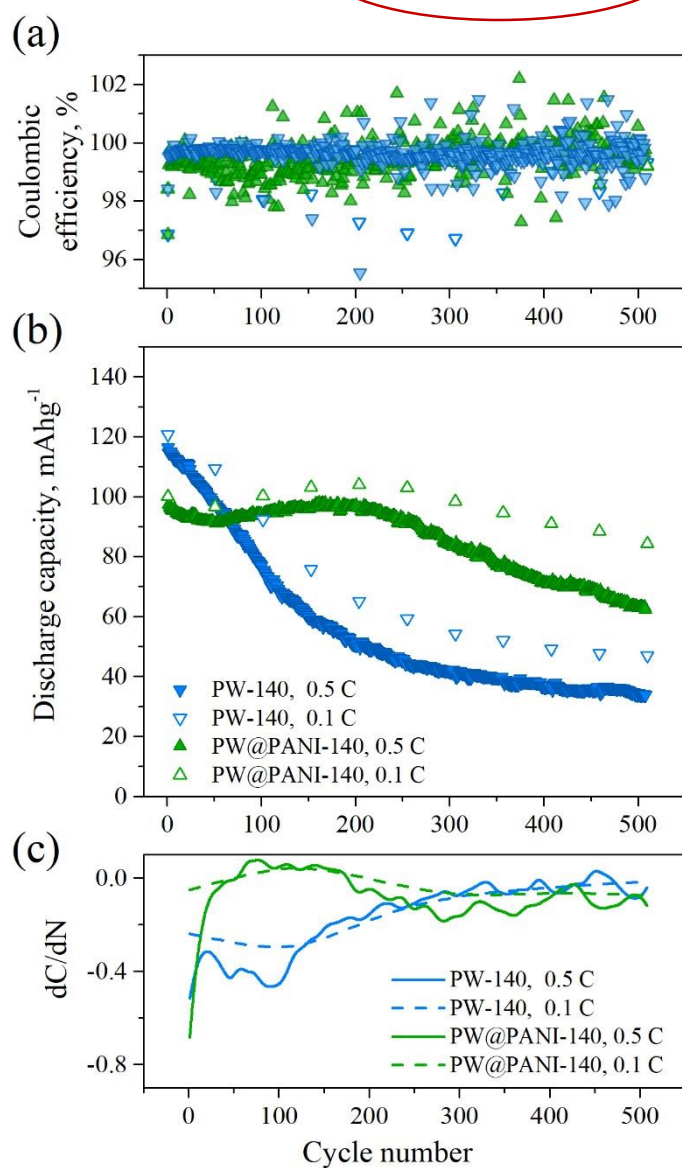 (a)
Coulombic
efficiency, %
102
100
98
96
0 100 200 300 400 500
(b)
Discharge capacity, mAhg⁻¹
140
120
100
80
60
40
20
0
PW-140, 0.5 C
PW-140, 0.1 C
PW@PANI-140, 0.5 C
PW@PANI-140, 0.1 C
0 100 200 300 400 500
(c)
dC/dN
0.0
-0.4
-0.8
PW-140, 0.5 C
PW-140, 0.1 C
PW@PANI-140, 0.5 C
PW@PANI-140, 0.1 C
0 100 200 300 400 500
Cycle number